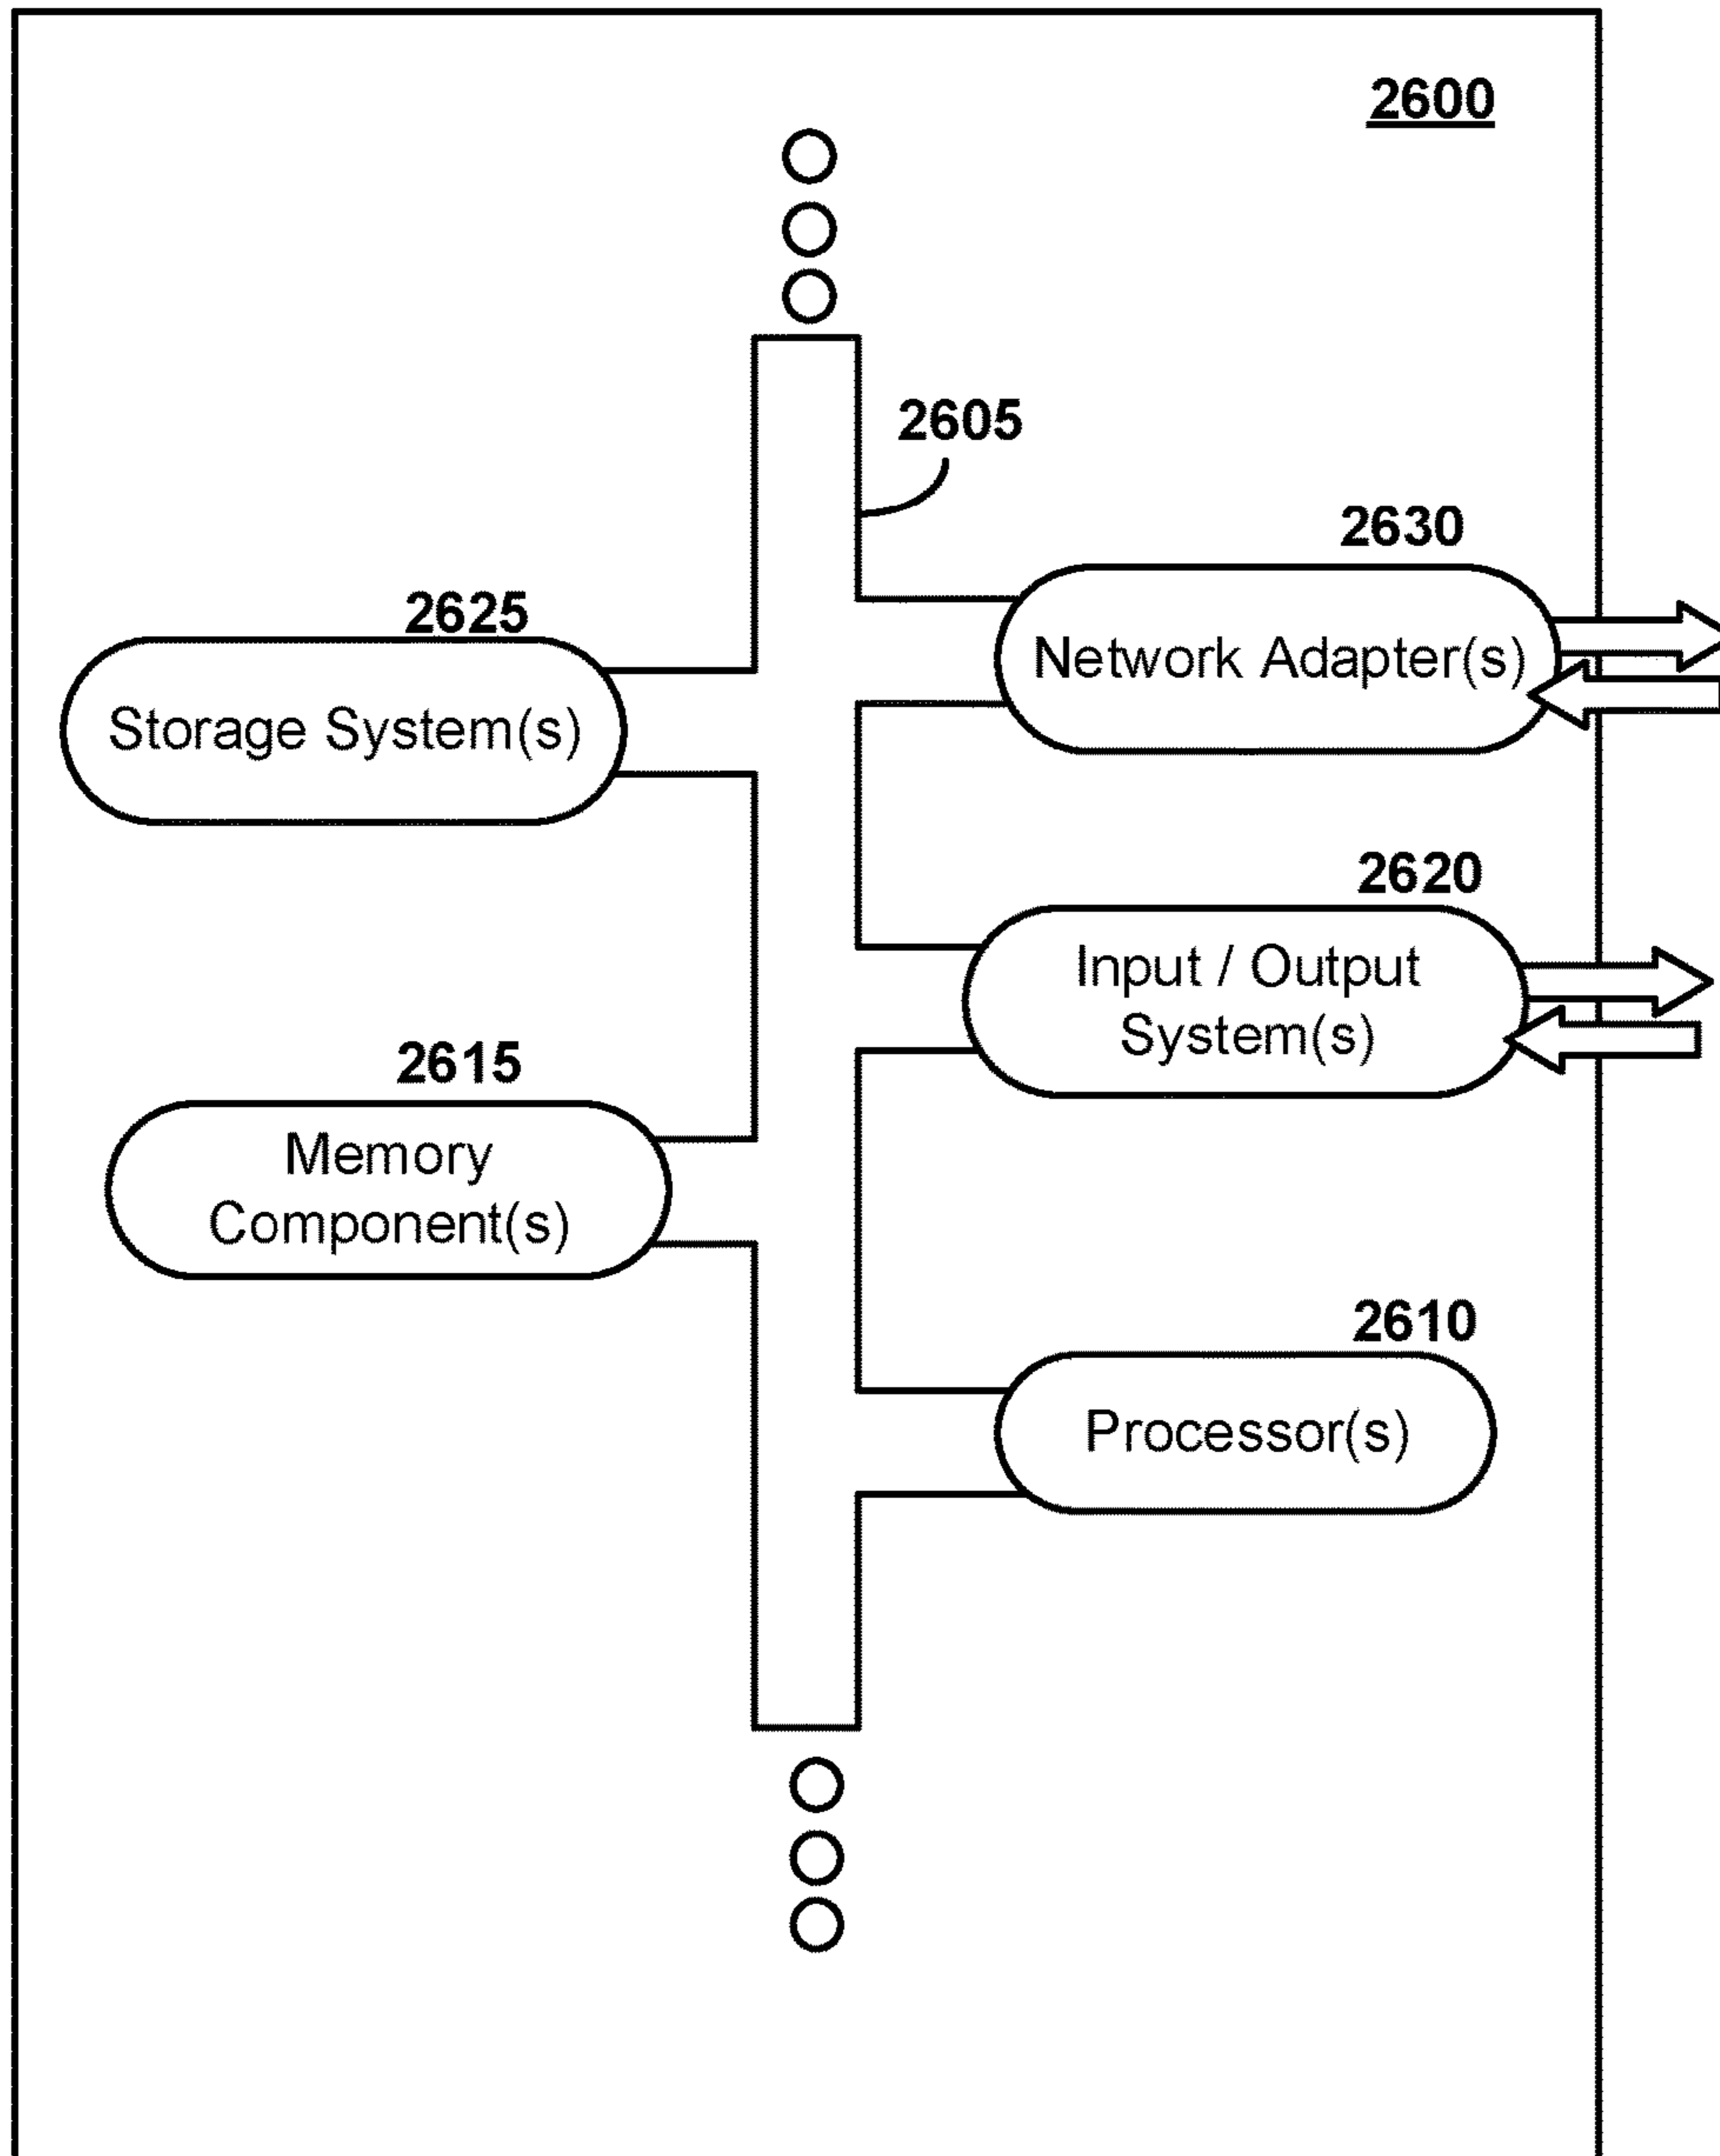 2600
2605
2630
Network Adapter(s)
2625
Storage System(s)
2620
Input / Output
System(s)
2615
Memory
Component(s)
2610
Processor(s)